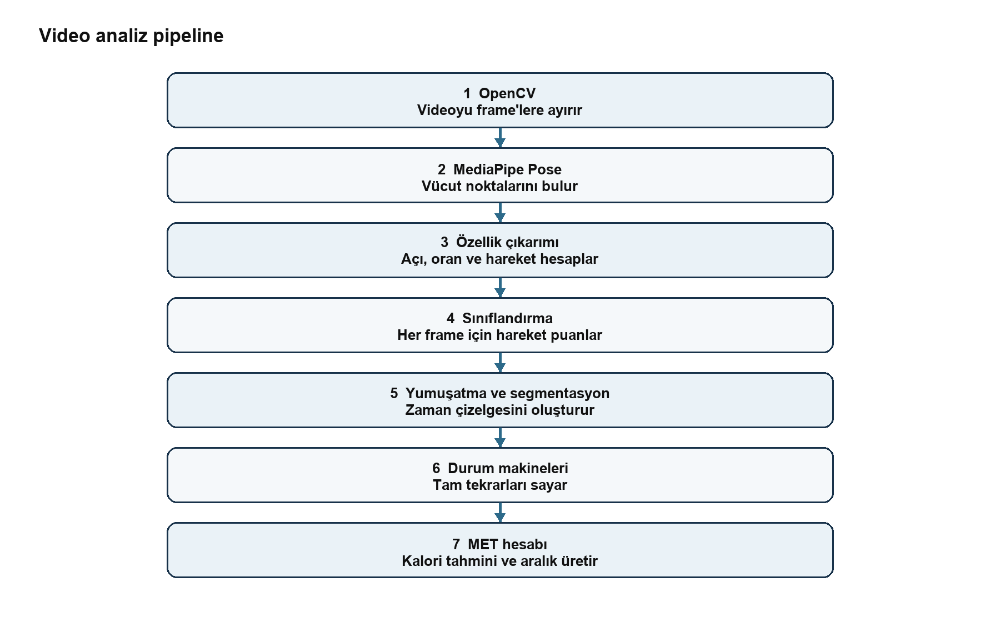 Video analiz pipeline
1 OpenCV
Videoyu frame'lere ayırır
2 MediaPipe Pose
Vücut noktalarını bulur
3 Özellik çıkarımı
Açı, oran ve hareket hesaplar
4 Sınıflandırma
Her frame için hareket puanlar
5 Yumuşatma ve segmentasyon
Zaman çizelgesini oluşturur
6 Durum makineleri
Tam tekrarları sayar
7 MET hesabı
Kalori tahmini ve aralık üretir